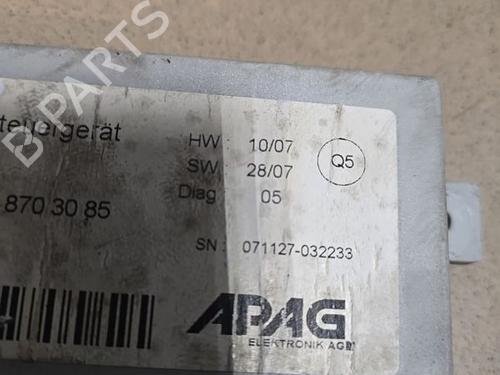 teuergerät
HW: 10/07
Q5
SW: 28/07
Diag 05
870 30 85
SN: 071127-032233
APAG
ELEKTRONIK AG